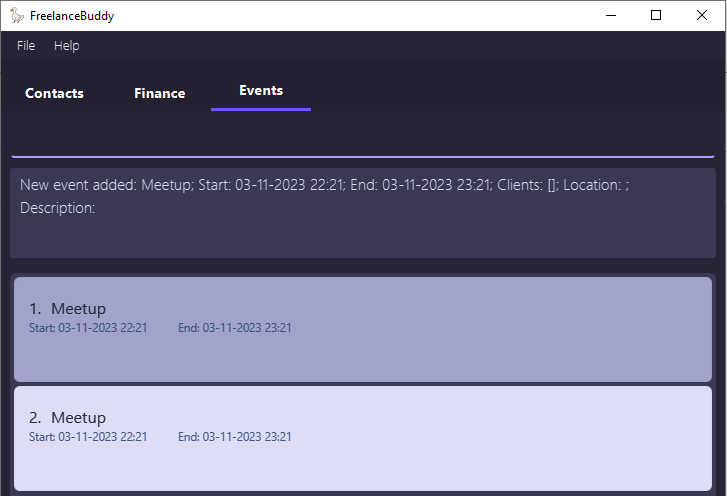 FreelanceBuddy
File Help
Contacts Finance Events
New event added: Meetup; Start: 03-11-2023 22:21; End: 03-11-2023 23:21; Clients: []; Location: ;
Description:
1. Meetup
Start: 03-11-2023 22:21 End: 03-11-2023 23:21
2. Meetup
Start: 03-11-2023 22:21 End: 03-11-2023 23:21